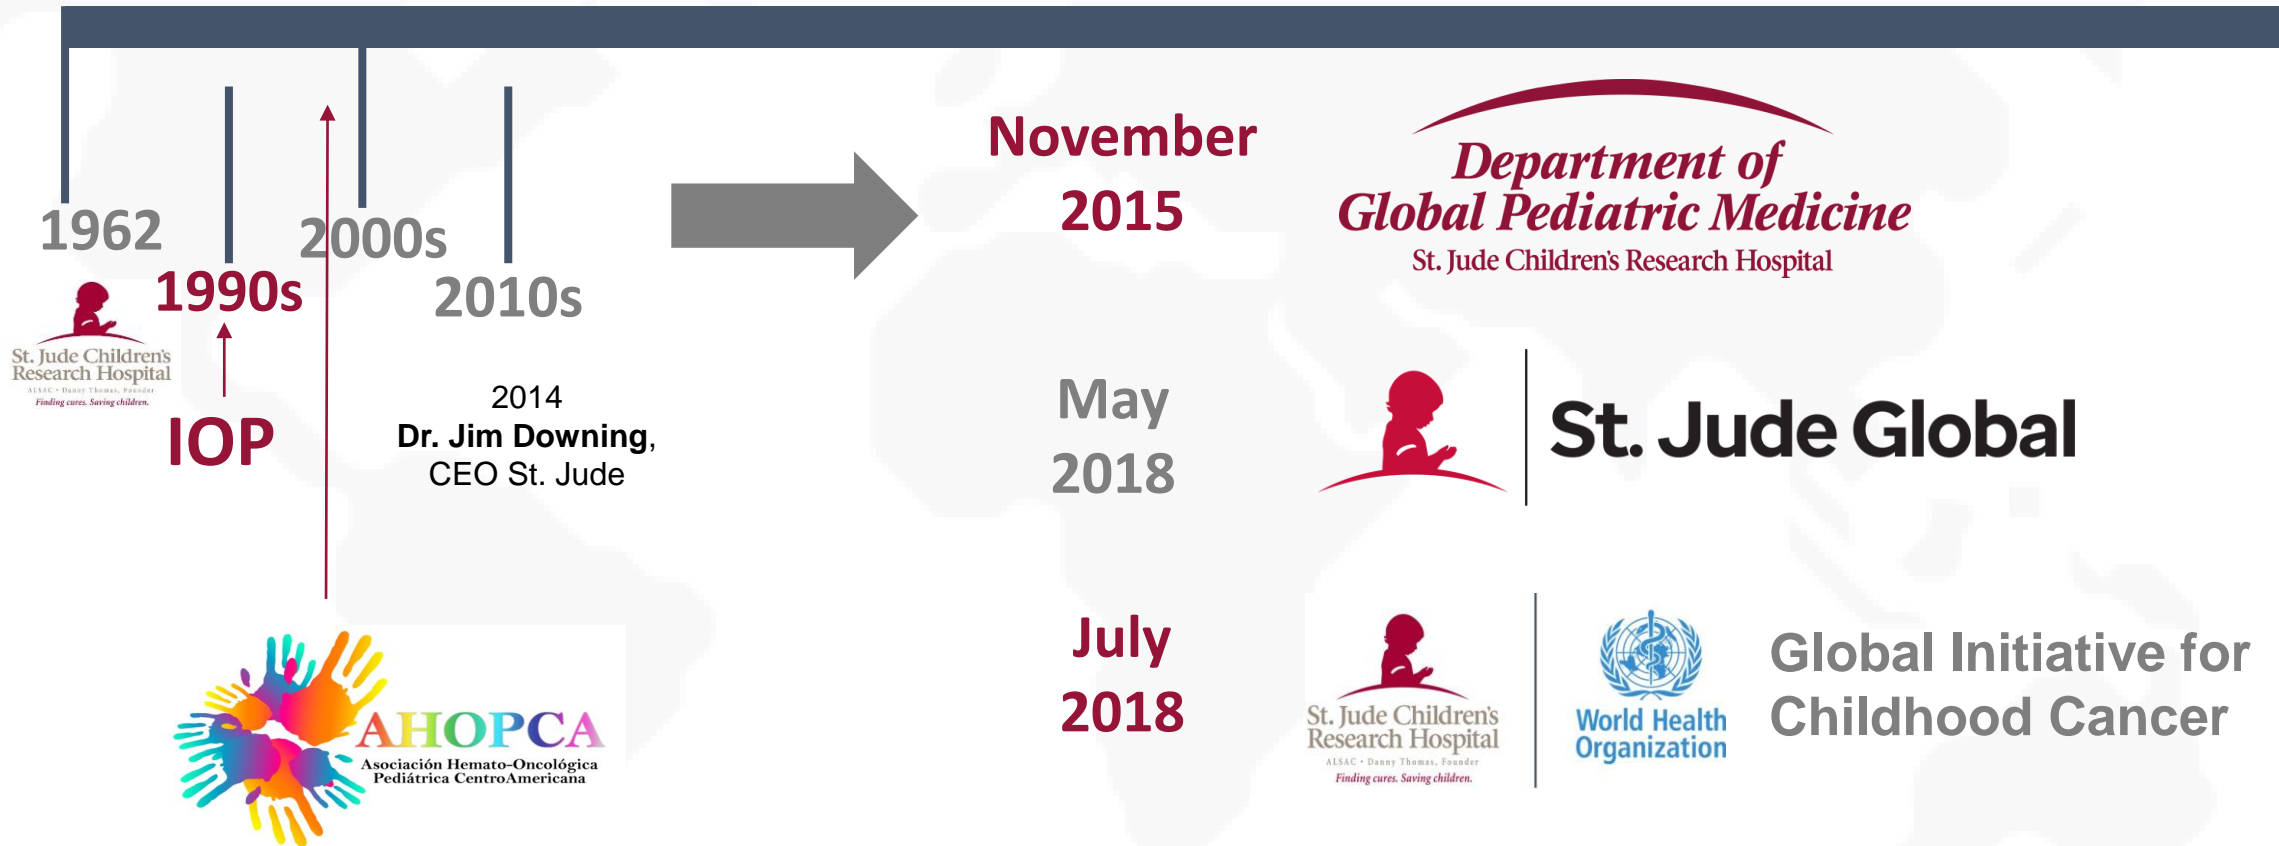 1962
1990s
2000s
2010s
St. Jude Children's
Research Hospital
ALSAC • Danny Thomas, Founder
Finding cures. Saving children.
IOP
2014
Dr. Jim Downing,
CEO St. Jude
AHOPCA
Asociación Hemato-Oncológica
Pediátrica CentroAmericana
November
2015
Department of
Global Pediatric Medicine
St. Jude Children's Research Hospital
May
2018
St. Jude Global
July
2018
St. Jude Children's
Research Hospital
ALSAC • Danny Thomas, Founder
Finding cures. Saving children.
World Health
Organization
Global Initiative for
Childhood Cancer